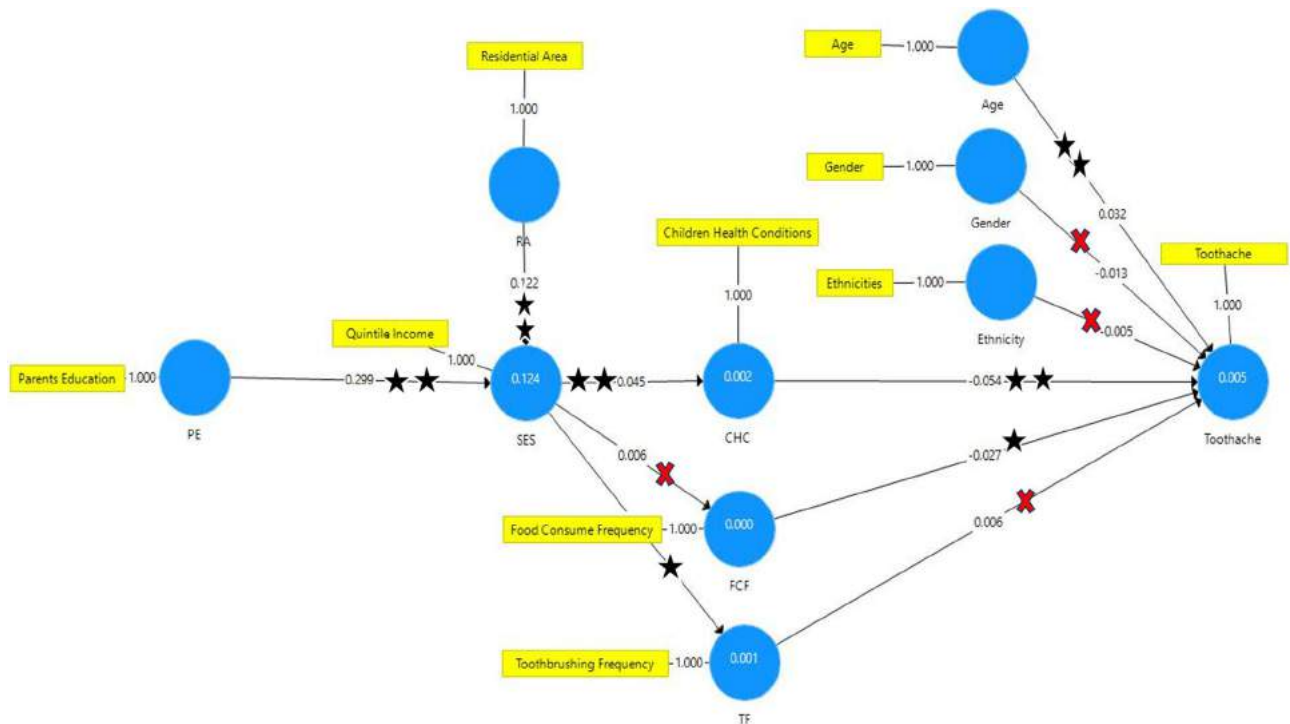 Residential Area
1.000
RA
0.122
Age
1.000
Age
0.032
Gender
1.000
Gender
-0.013
Ethnicities
1.000
Ethnicity
-0.005
Children Health Conditions
1.000
Toothache
1.000
Parents Education
1.000
PE
0.299
Quintile Income
1.000
0.124
SES
0.045
0.002
CHC
-0.054
0.005
Toothache
0.006
Food Consume Frequency
1.000
0.000
FCF
-0.027
Toothbrushing Frequency
1.000
0.001
TF
0.006